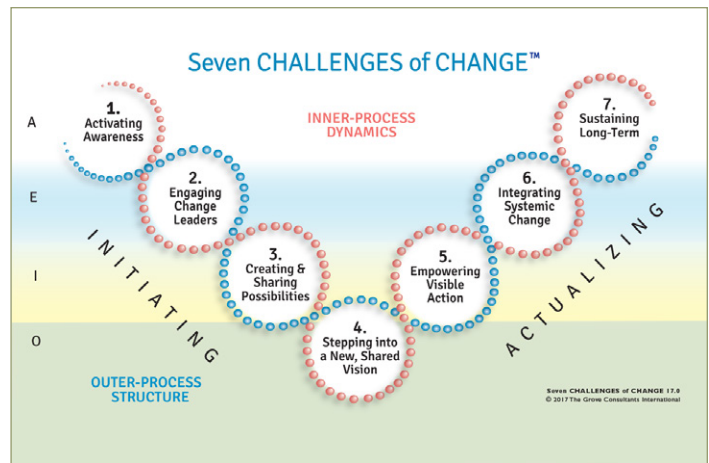 Seven CHALLENGES of CHANGE™
A
E
I
O
INNER-PROCESS
DYNAMICS
1.
Activating
Awareness
2.
Engaging
Change
Leaders
3.
Creating &
Sharing
Possibilities
4.
Stepping into
a New, Shared
Vision
5.
Empowering
Visible
Action
6.
Integrating
Systemic
Change
7.
Sustaining
Long-Term
INITIATING
ACTUALIZING
OUTER-PROCESS
STRUCTURE
Seven CHALLENGES of CHANGE 17.0
© 2017 The Grove Consultants International